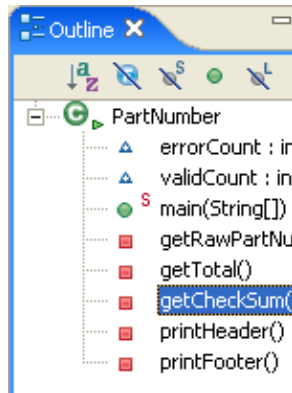 Outline
a z S L
PartNumber
errorCount : in
validCount : in
S main(String[])
getRawPartNu
getTotal()
getCheckSum(
printHeader()
printFooter()